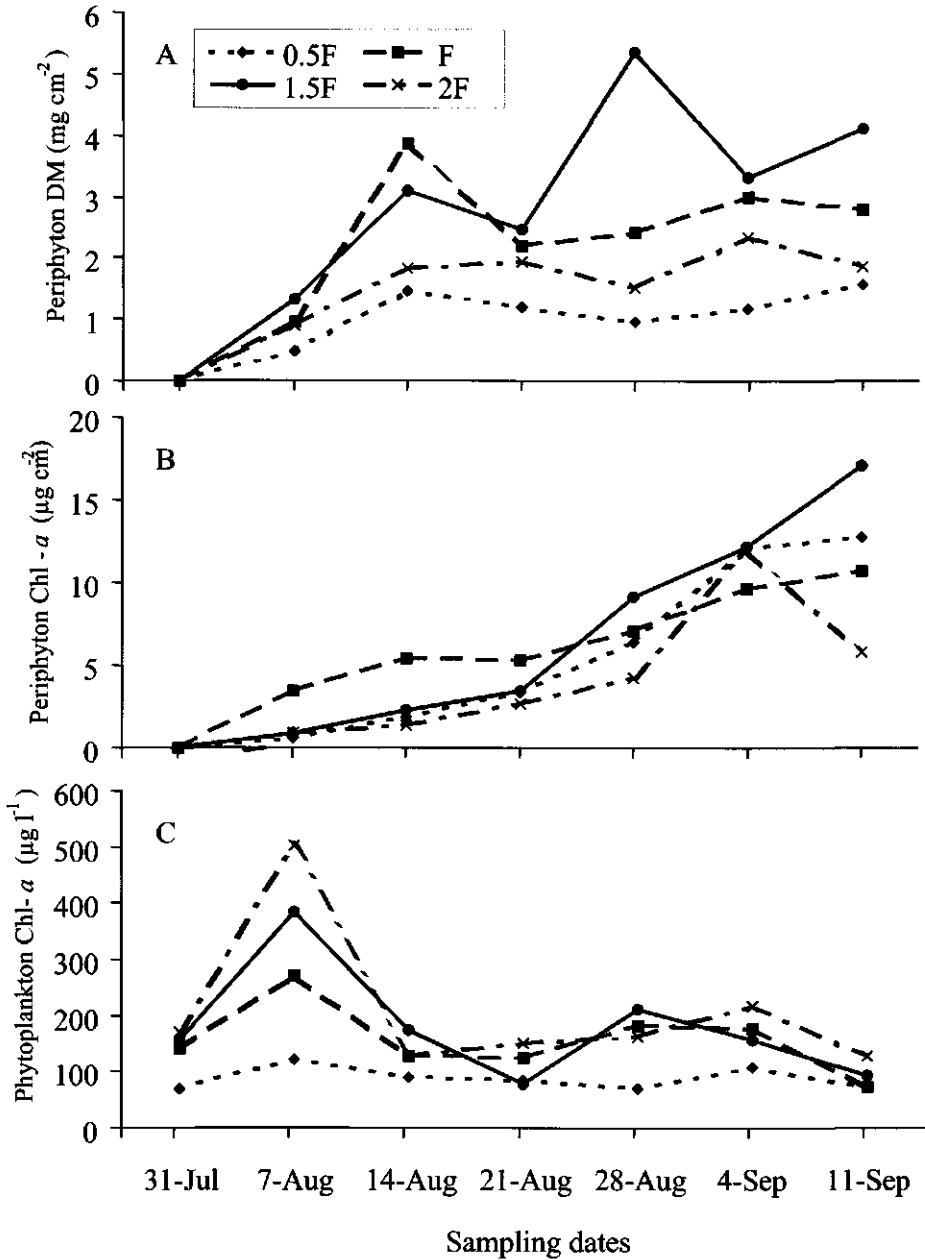 A
0.5F
F
1.5F
2F
Periphyton DM (mg cm⁻²)
6
5
4
3
2
1
0
B
Periphyton Chl - a (µg cm⁻²)
20
15
10
5
0
C
Phytoplankton Chl- a (µg l⁻¹)
600
500
400
300
200
100
0
31-Jul 7-Aug 14-Aug 21-Aug 28-Aug 4-Sep 11-Sep
Sampling dates